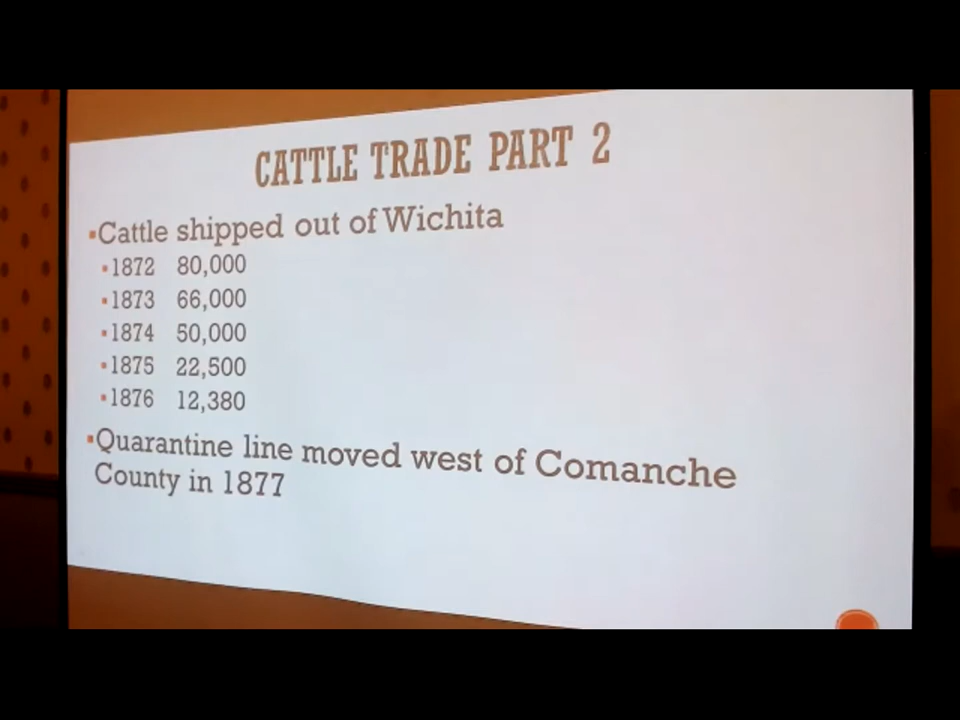 CATTLE TRADE PART 2
▪Cattle shipped out of Wichita
▪1872 80,000
▪1873 66,000
▪1874 50,000
▪1875 22,500
▪1876 12,380
▪Quarantine line moved west of Comanche
County in 1877